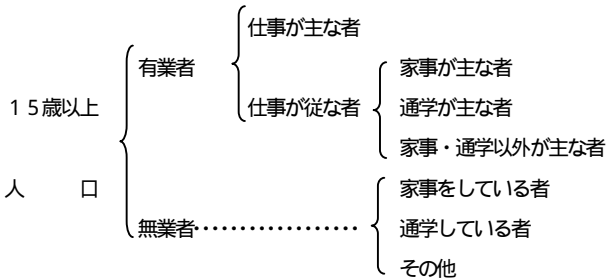 仕事が主な者
有業者
家事が主な者
１５歳以上
仕事が従な者
通学が主な者
家事・通学以外が主な者
人　　口
家事をしている者
無業者・・・・・・・・・・・・・・・・・・
通学している者
その他